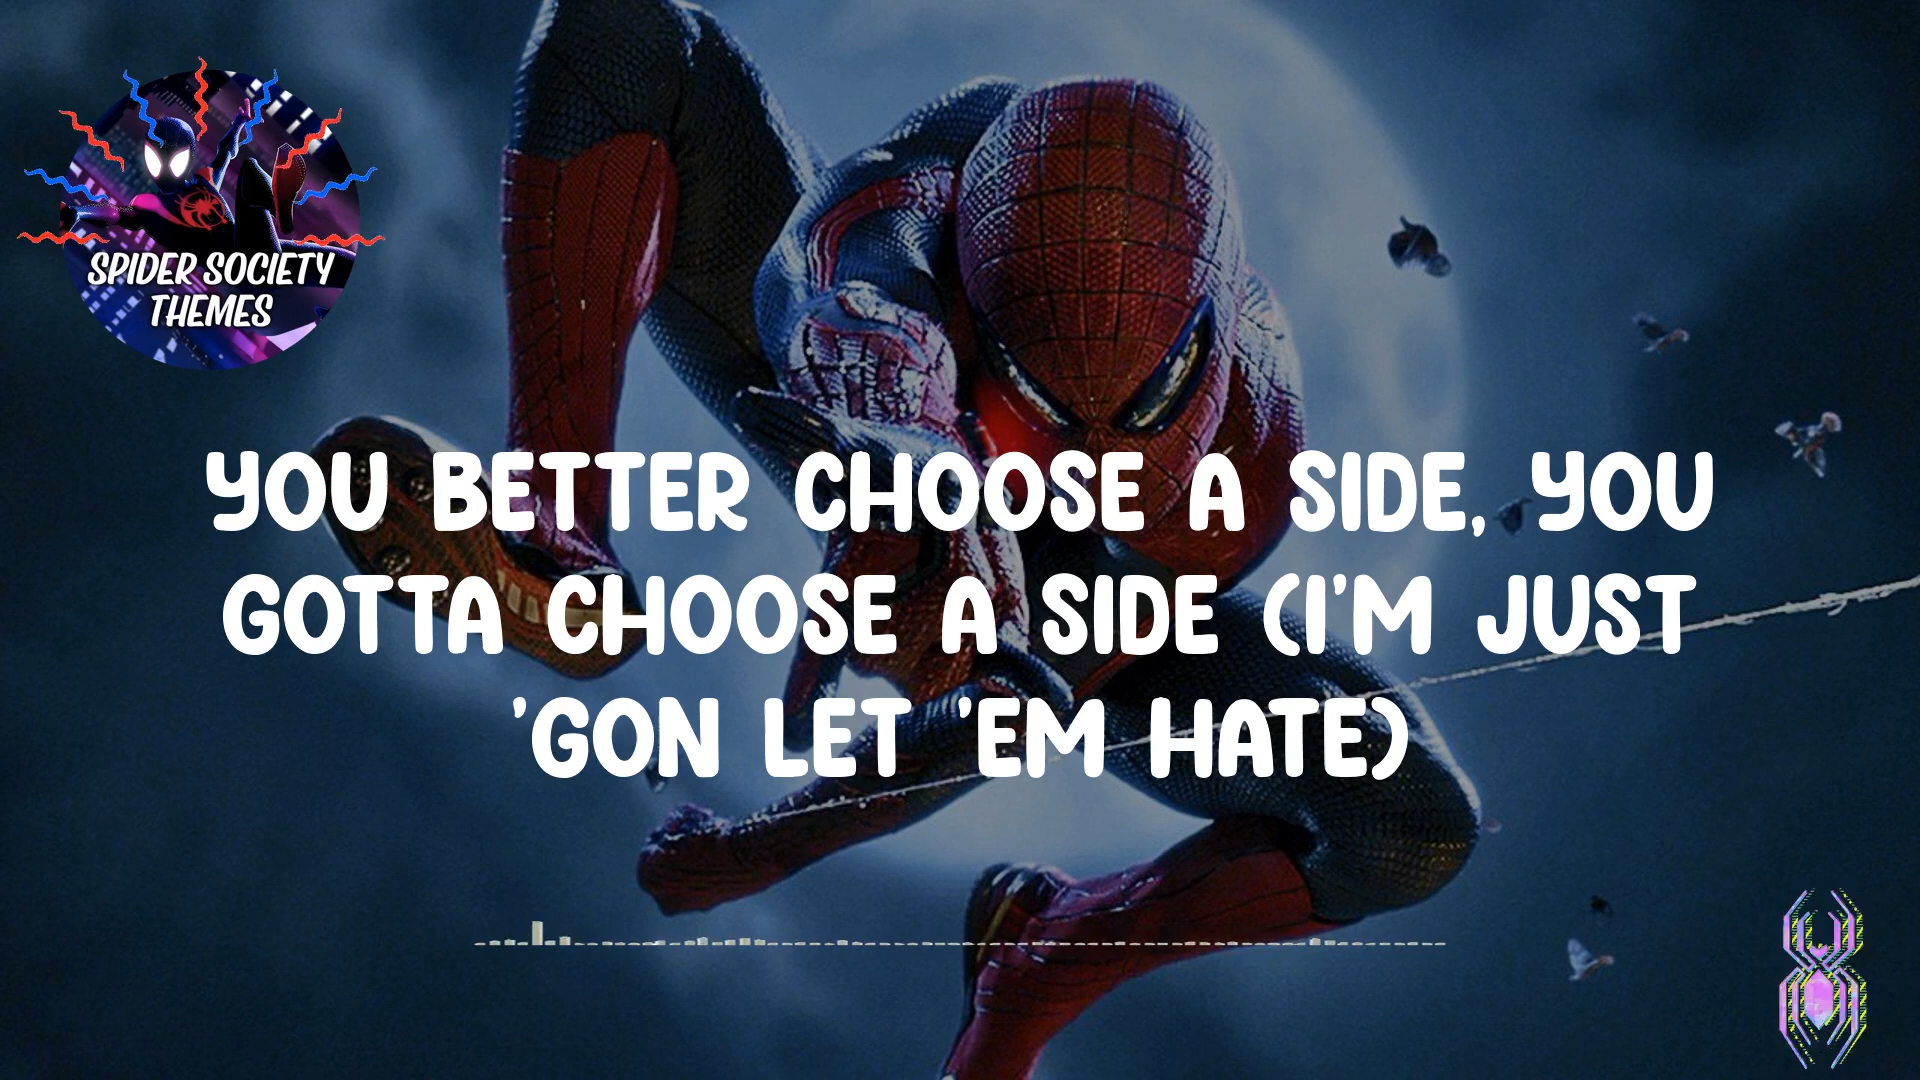 SPIDER SOCIETY
THEMES
YOU BETTER CHOOSE A SIDE, YOU
GOTTA CHOOSE A SIDE (I'M JUST
'GON LET 'EM HATE)